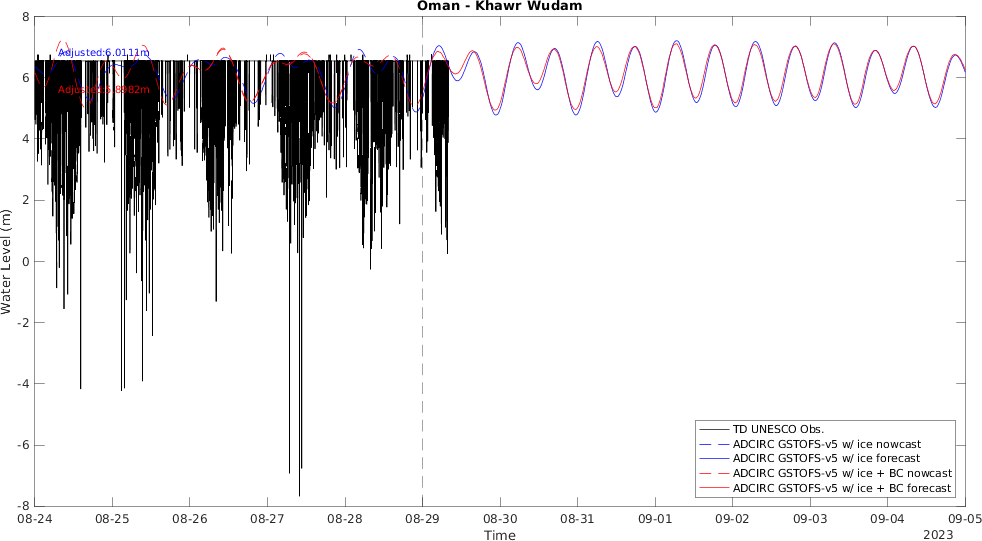 Oman - Khawr Wudam
8
6
4
2
0
-2
-4
-6
-8
Water Level (m)
Adjusted:6.0111m
TD UNESCO Obs.
ADCIRC GSTOFS-v5 w/ ice nowcast
ADCIRC GSTOFS-v5 w/ ice forecast
ADCIRC GSTOFS-v5 w/ ice + BC nowcast
ADCIRC GSTOFS-v5 w/ ice + BC forecast
08-24 08-25 08-26 08-27 08-28 08-29 08-30 08-31 09-01 09-02 09-03 09-04 09-05
Time
2023